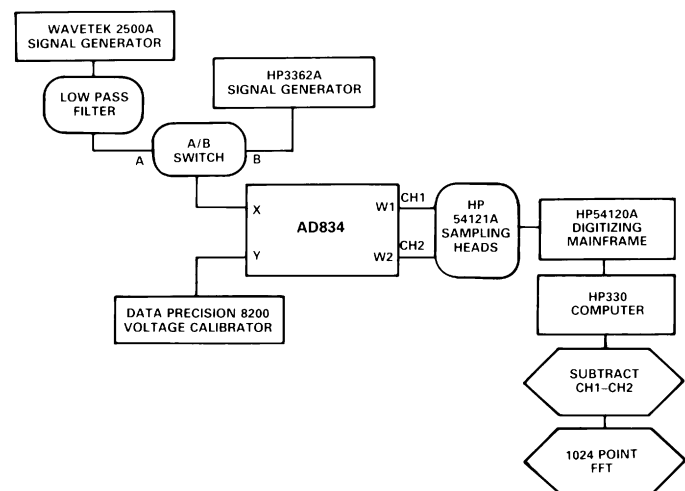 WAVETEK 2500A
SIGNAL GENERATOR
HP3362A
SIGNAL GENERATOR
LOW PASS
FILTER
A/B
SWITCH
A
B
X
Y
AD834
W1
W2
CH1
CH2
HP
54121A
SAMPLING
HEADS
HP54120A
DIGITIZING
MAINFRAME
DATA PRECISION 8200
VOLTAGE CALIBRATOR
HP330
COMPUTER
SUBTRACT
CH1–CH2
1024 POINT
FFT